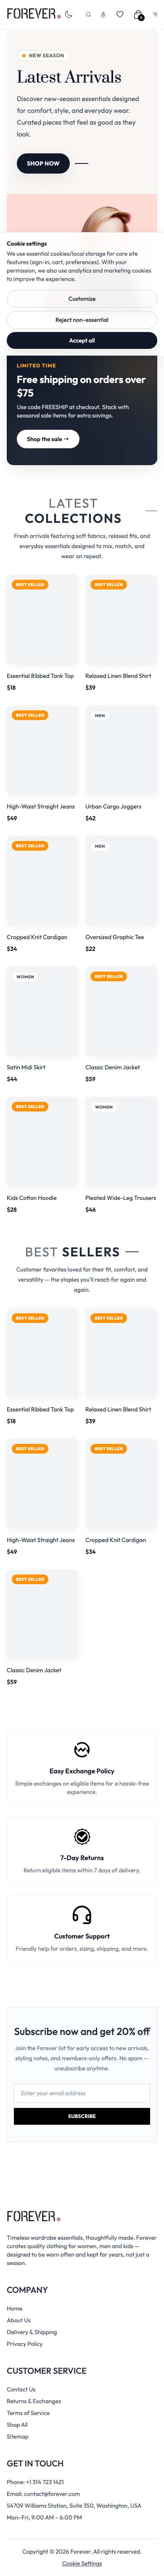 FOREVER.
0
NEW SEASON
Latest Arrivals
Discover new-season essentials designed
for comfort, style, and everyday wear.
Curated pieces that feel as good as they
look.
SHOP NOW
Cookie settings
We use essential cookies/local storage for core site
features (sign-in, cart, preferences). With your
permission, we also use analytics and marketing cookies
to improve the experience.
Customize
Reject non-essential
Accept all
LIMITED TIME
Free shipping on orders over
$75
Use code FREESHIP at checkout. Stack with
seasonal sale items for extra savings.
Shop the sale →
LATEST
COLLECTIONS
Fresh arrivals featuring soft fabrics, relaxed fits, and
everyday essentials designed to mix, match, and
wear on repeat.
BEST SELLER
BEST SELLER
Essential Ribbed Tank Top
Relaxed Linen Blend Shirt
$18
$39
BEST SELLER
MEN
High-Waist Straight Jeans
Urban Cargo Joggers
$49
$42
BEST SELLER
MEN
Cropped Knit Cardigan
Oversized Graphic Tee
$34
$22
WOMEN
BEST SELLER
Satin Midi Skirt
Classic Denim Jacket
$44
$59
BEST SELLER
WOMEN
Kids Cotton Hoodie
Pleated Wide-Leg Trousers
$28
$46
BEST SELLERS
Customer favorites loved for their fit, comfort, and
versatility — the staples you'll reach for again and
again.
BEST SELLER
BEST SELLER
Essential Ribbed Tank Top
Relaxed Linen Blend Shirt
$18
$39
BEST SELLER
BEST SELLER
High-Waist Straight Jeans
Cropped Knit Cardigan
$49
$34
BEST SELLER
Classic Denim Jacket
$59
Easy Exchange Policy
Simple exchanges on eligible items for a hassle-free
experience.
7-Day Returns
Return eligible items within 7 days of delivery.
Customer Support
Friendly help for orders, sizing, shipping, and more.
Subscribe now and get 20% off
Join the Forever list for early access to new arrivals,
styling notes, and members-only offers. No spam —
unsubscribe anytime.
Enter your email address
SUBSCRIBE
FOREVER.
Timeless wardrobe essentials, thoughtfully made. Forever
curates quality clothing for women, men and kids —
designed to be worn often and kept for years, not just a
season.
COMPANY
Home
About Us
Delivery & Shipping
Privacy Policy
CUSTOMER SERVICE
Contact Us
Returns & Exchanges
Terms of Service
Shop All
Sitemap
GET IN TOUCH
Phone: +1 314 723 1421
Email: contact@forever.com
54709 Williams Station, Suite 350, Washington, USA
Mon–Fri, 9:00 AM – 6:00 PM
Copyright © 2026 Forever. All rights reserved.
Cookie Settings